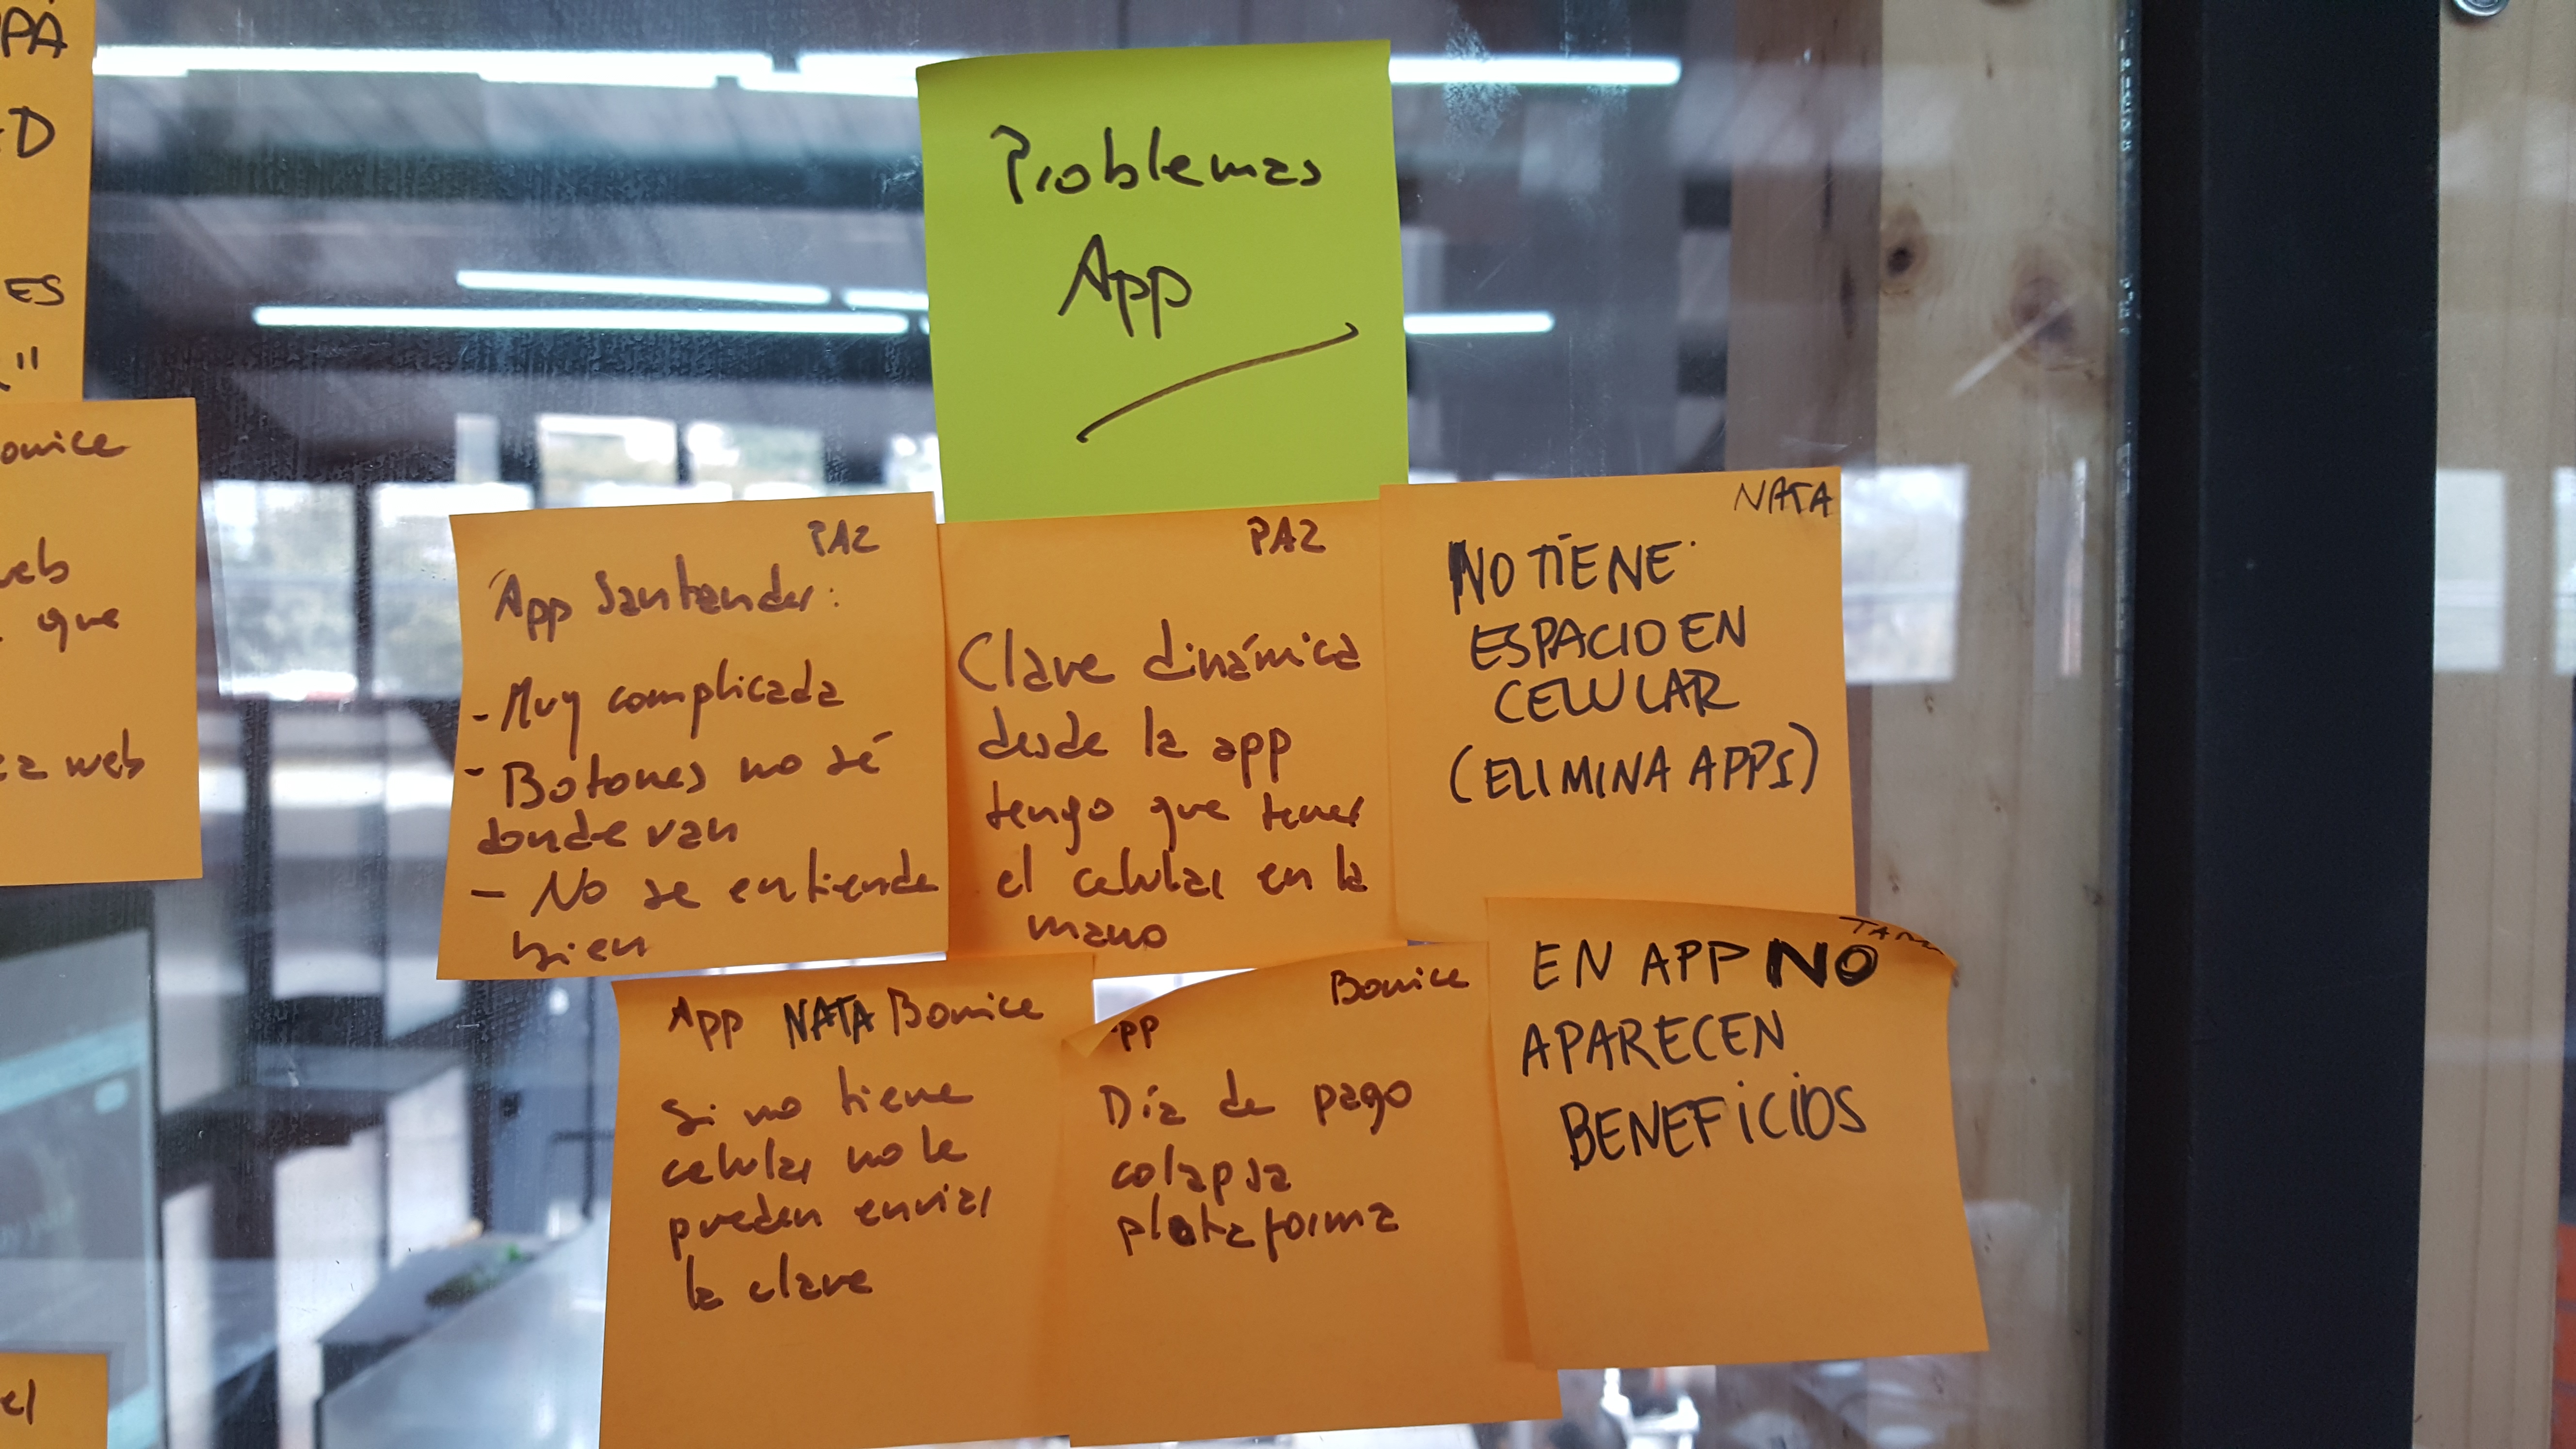 PA
D
ES
"
onice
web
que
web
el
Problemas
App
PAZ
App Santander:
- Muy complicada
- Botones no sé
donde van
- No se entiende
bien
PAZ
Clave dinámica
desde la app
tengo que tener
el celular en la
mano
NATA
NO TIENE
ESPACIO EN
CELULAR
(ELIMINA APPS)
App NATA Bonice
Si no tiene
celular no le
pueden enviar
la clave
Bonice
PP
Día de pago
colapsa
plataforma
EN APP NO
APARECEN
BENEFICIOS